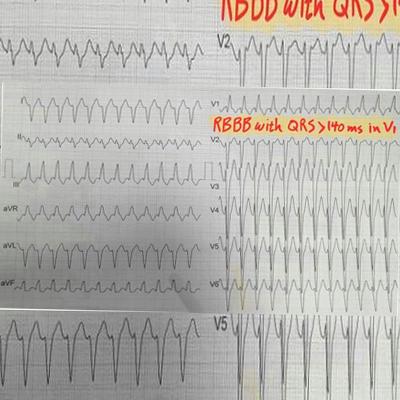 RBBB with QRS >1
V2
I
V1
RBBB with QRS > 140 ms in V1
II
V2
III
V3
aVR
V4
aVL
V5
aVF
V6
V5